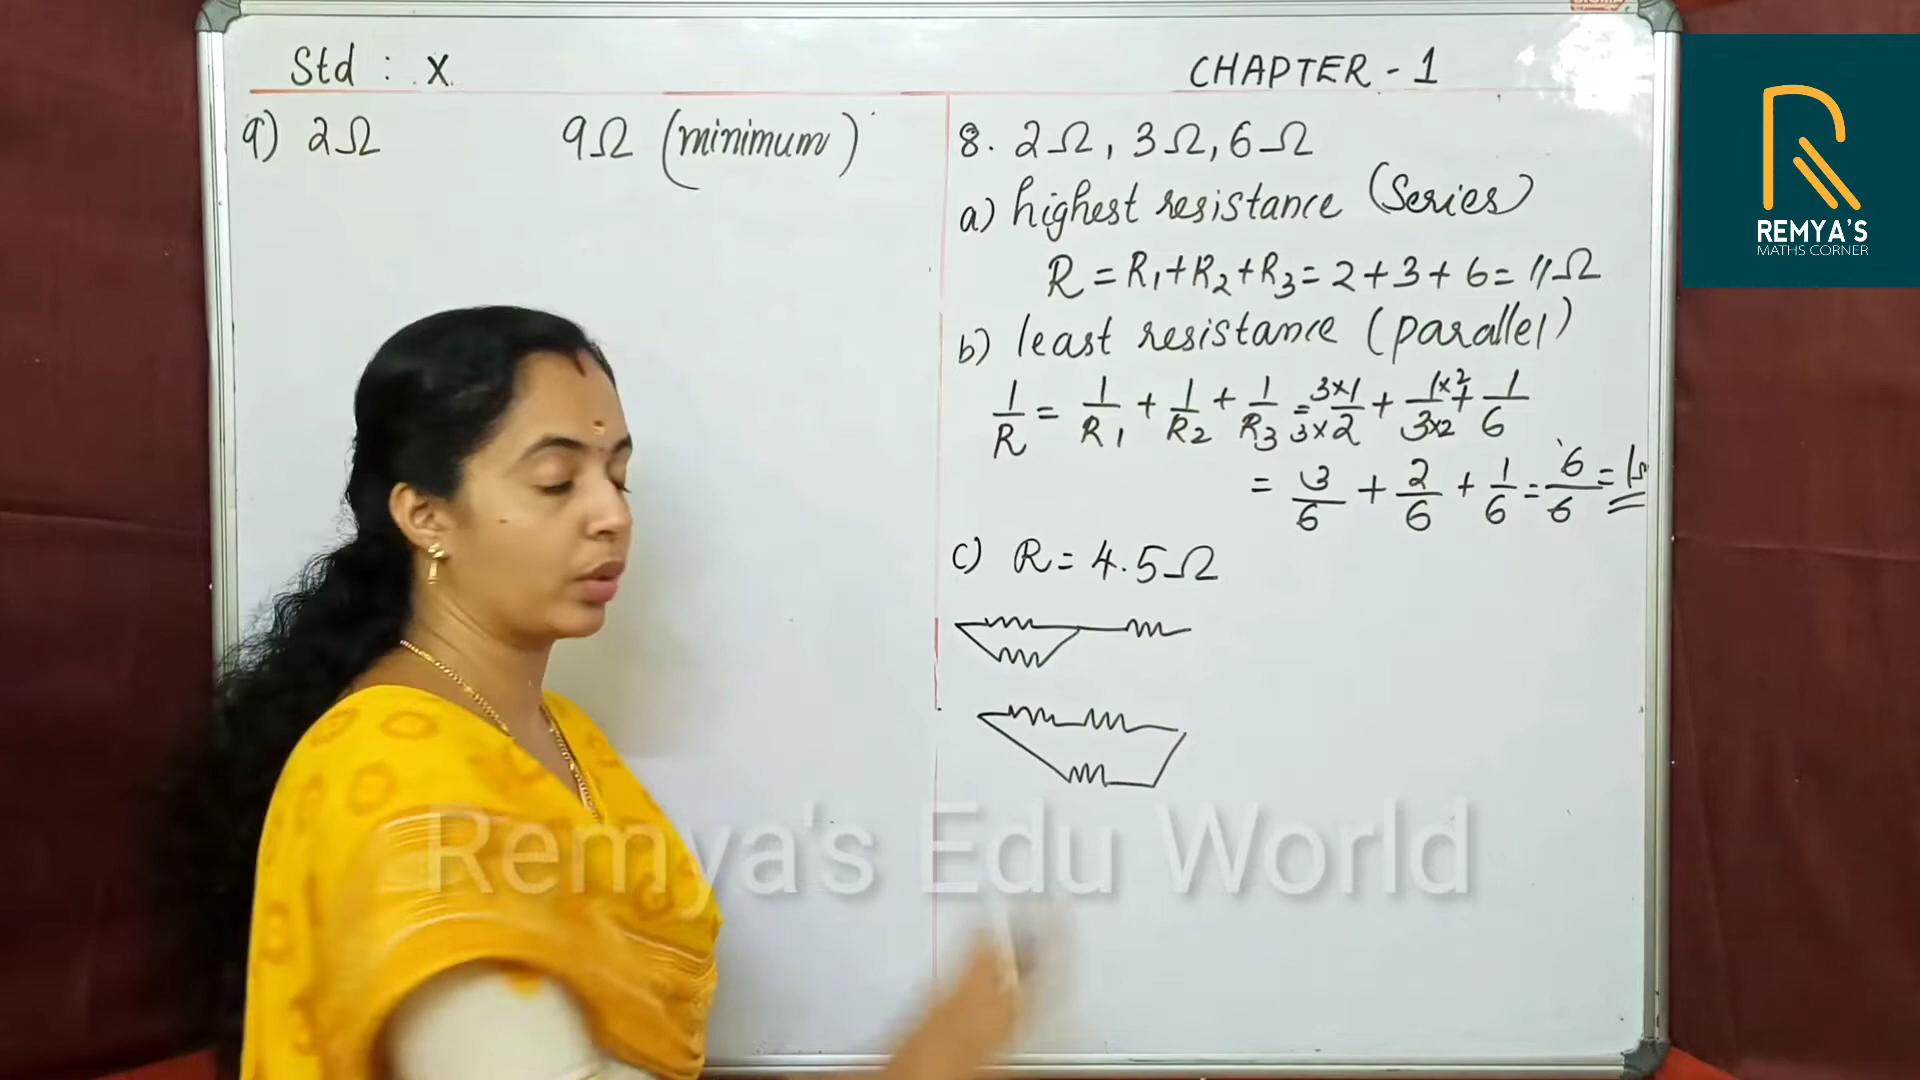 Std : X
CHAPTER - 1
9) 2Ω 9Ω (minimum)
8. 2Ω, 3Ω, 6Ω
a) highest resistance (Series)
R = R1 + R2 + R3 = 2 + 3 + 6 = 11Ω
b) least resistance (parallel)
1/R = 1/R1 + 1/R2 + 1/R3 = 3×1/3×2 + 1×2/3×2 + 1/6
= 3/6 + 2/6 + 1/6 = 6/6 = 1Ω
c) R = 4.5Ω
REMYA'S
MATHS CORNER
Remya's Edu World